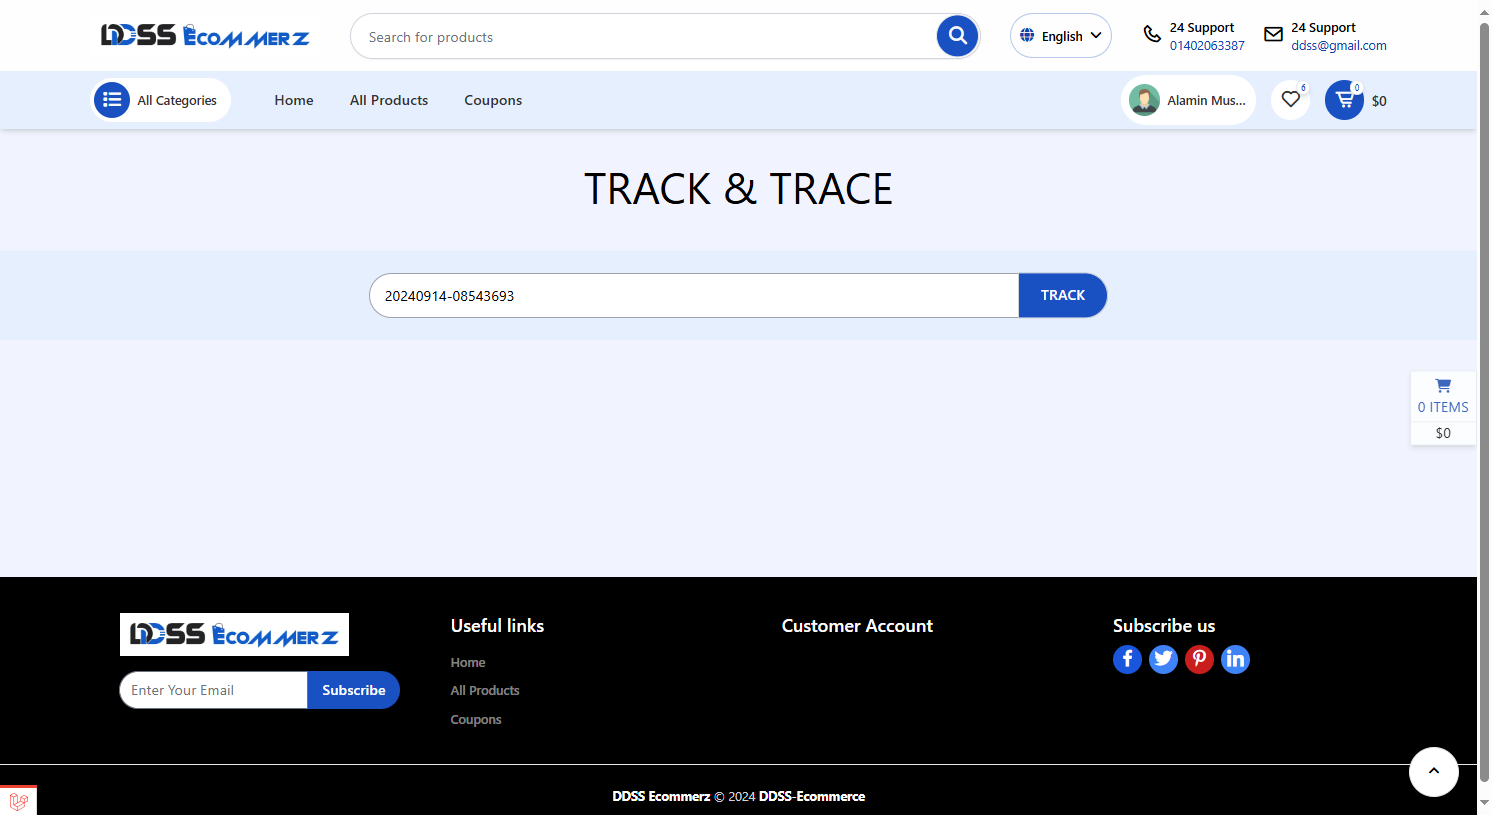 DDSS ECOMMERZ
Search for products
English
24 Support
01402063387
24 Support
ddss@gmail.com
All Categories
Home
All Products
Coupons
Alamin Mus...
6
0
$0
TRACK & TRACE
20240914-08543693
TRACK
0 ITEMS
$0
DDSS ECOMMERZ
Enter Your Email
Subscribe
Useful links
Home
All Products
Coupons
Customer Account
Subscribe us
DDSS Ecommerz © 2024 DDSS-Ecommerce